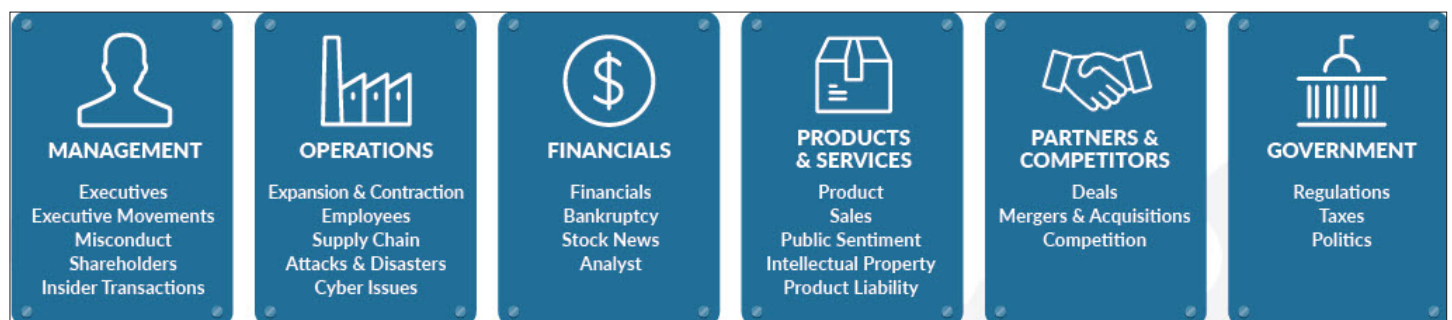 MANAGEMENT
Executives
Executive Movements
Misconduct
Shareholders
Insider Transactions
OPERATIONS
Expansion & Contraction
Employees
Supply Chain
Attacks & Disasters
Cyber Issues
FINANCIALS
Financials
Bankruptcy
Stock News
Analyst
PRODUCTS
& SERVICES
Product
Sales
Public Sentiment
Intellectual Property
Product Liability
PARTNERS &
COMPETITORS
Deals
Mergers & Acquisitions
Competition
GOVERNMENT
Regulations
Taxes
Politics